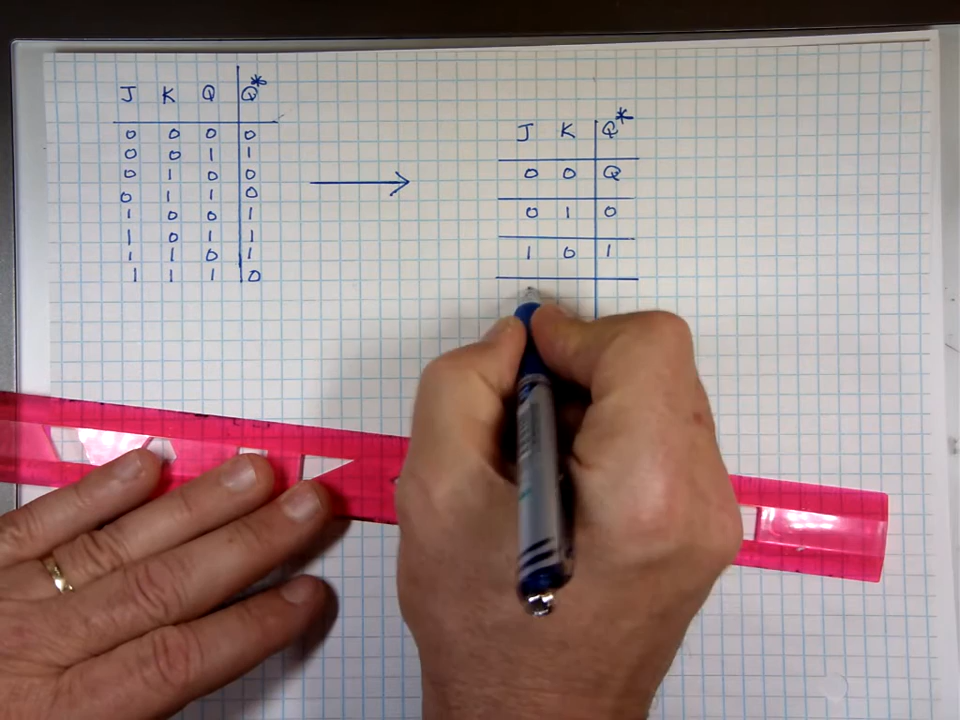 J K Q Q*
0 0 0 0
0 0 1 1
0 1 0 0
0 1 1 0
1 0 0 1
1 0 1 1
1 1 0 1
1 1 1 0
J K Q*
0 0 Q
0 1 0
1 0 1